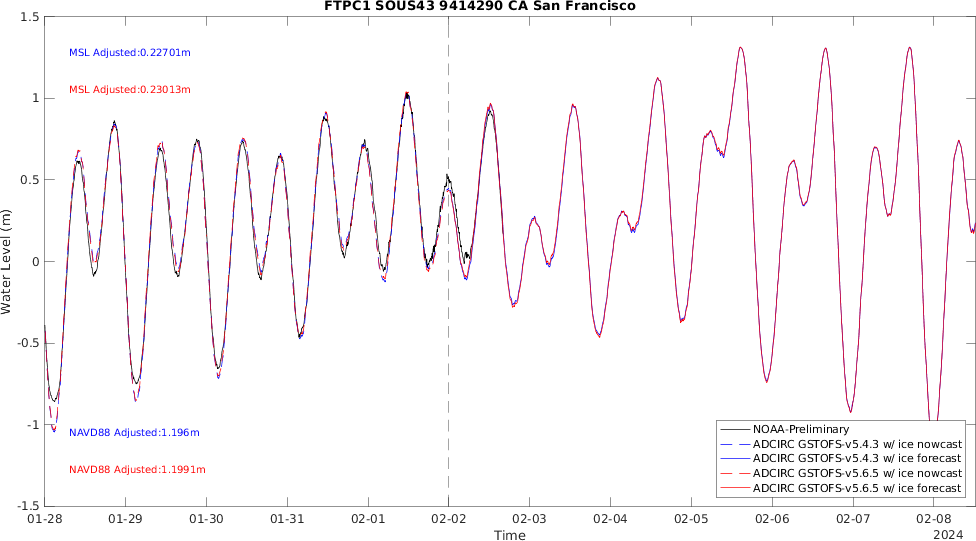 FTPC1 SOUS43 9414290 CA San Francisco
1.5
MSL Adjusted:0.22701m
MSL Adjusted:0.23013m
1
0.5
0
-0.5
-1
-1.5
Water Level (m)
NAVD88 Adjusted:1.196m
NAVD88 Adjusted:1.1991m
NOAA-Preliminary
ADCIRC GSTOFS-v5.4.3 w/ ice nowcast
ADCIRC GSTOFS-v5.4.3 w/ ice forecast
ADCIRC GSTOFS-v5.6.5 w/ ice nowcast
ADCIRC GSTOFS-v5.6.5 w/ ice forecast
01-28 01-29 01-30 01-31 02-01 02-02 02-03 02-04 02-05 02-06 02-07 02-08
Time
2024